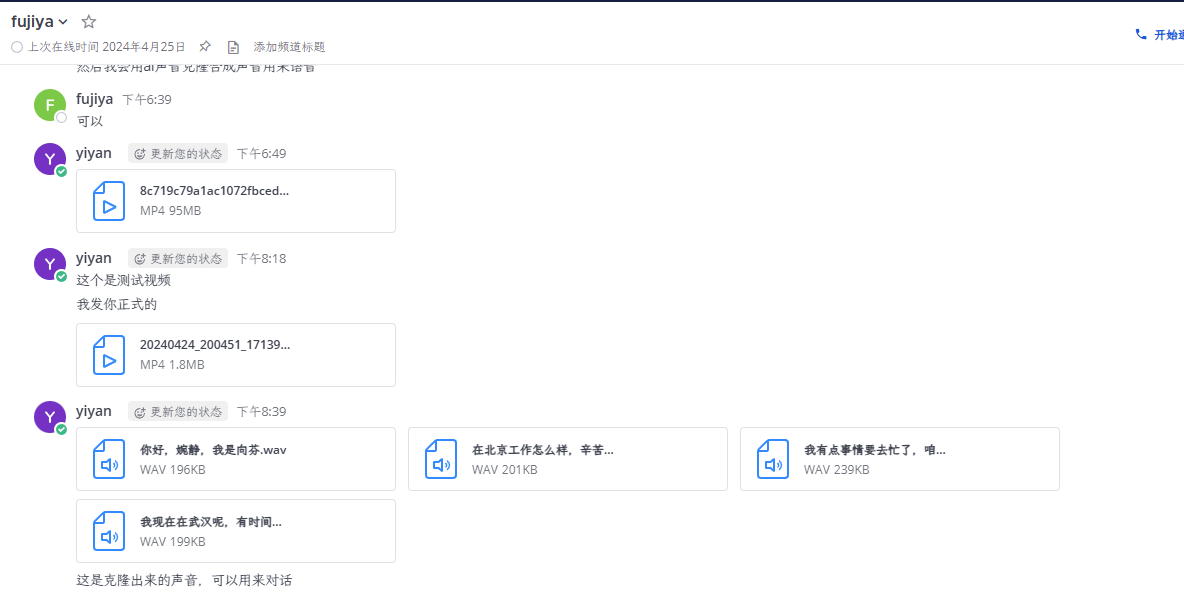 fujiya
上次在线时间 2024年4月25日 添加频道标题
开始
然后我会用ai声音克隆合成声音用来语音
fujiya 下午6:39
可以
yiyan 更新您的状态 下午6:49
8c719c79a1ac1072fbced...
MP4 95MB
yiyan 更新您的状态 下午8:18
这个是测试视频
我发你正式的
20240424_200451_17139...
MP4 1.8MB
yiyan 更新您的状态 下午8:39
你好，婉静，我是向芬.wav
WAV 196KB
在北京工作怎么样，辛苦...
WAV 201KB
我有点事情要去忙了，咱...
WAV 239KB
我现在在武汉呢，有时间...
WAV 199KB
这是克隆出来的声音，可以用来对话